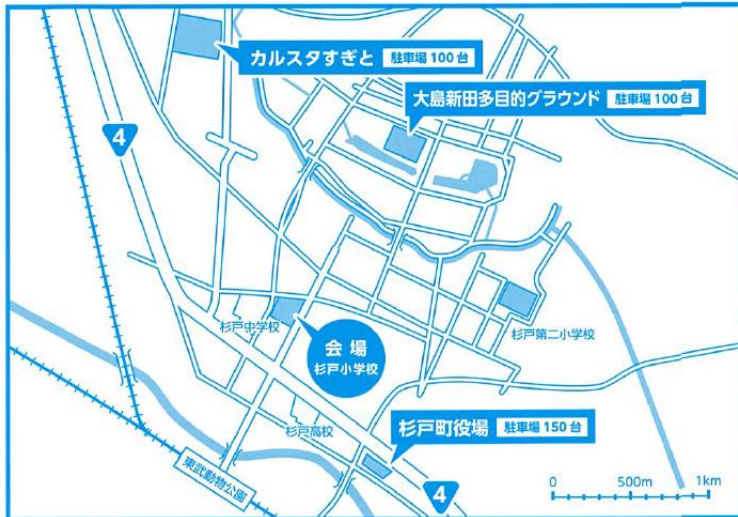 カルスタすぎと 駐車場 100 台
大島新田多目的グラウンド 駐車場 100 台
4
杉戸中学校
会場
杉戸小学校
杉戸第二小学校
杉戸高校
杉戸町役場 駐車場 150 台
東武動物公園
4
0 500m 1km